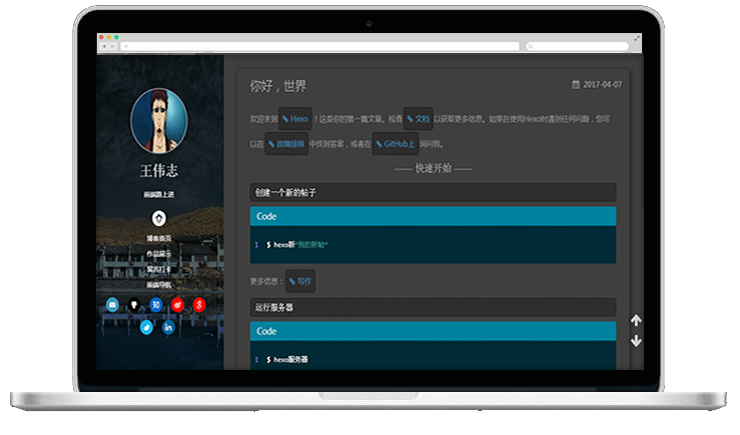 王伟志
前端路上进
博客首页
作品展示
留言打卡
前端导航
你好，世界
2017-04-07
欢迎来到 Hexo ！这是你的第一篇文章。检查 文档 以获取更多信息。如果在使用Hexo时遇到任何问题，您可
以在 故障排除 中找到答案，或者在 GitHub上 询问我。
快速开始
创建一个新的帖子
Code
1 $ hexo新"我的新帖"
更多信息： 写作
运行服务器
Code
1 $ hexo服务器